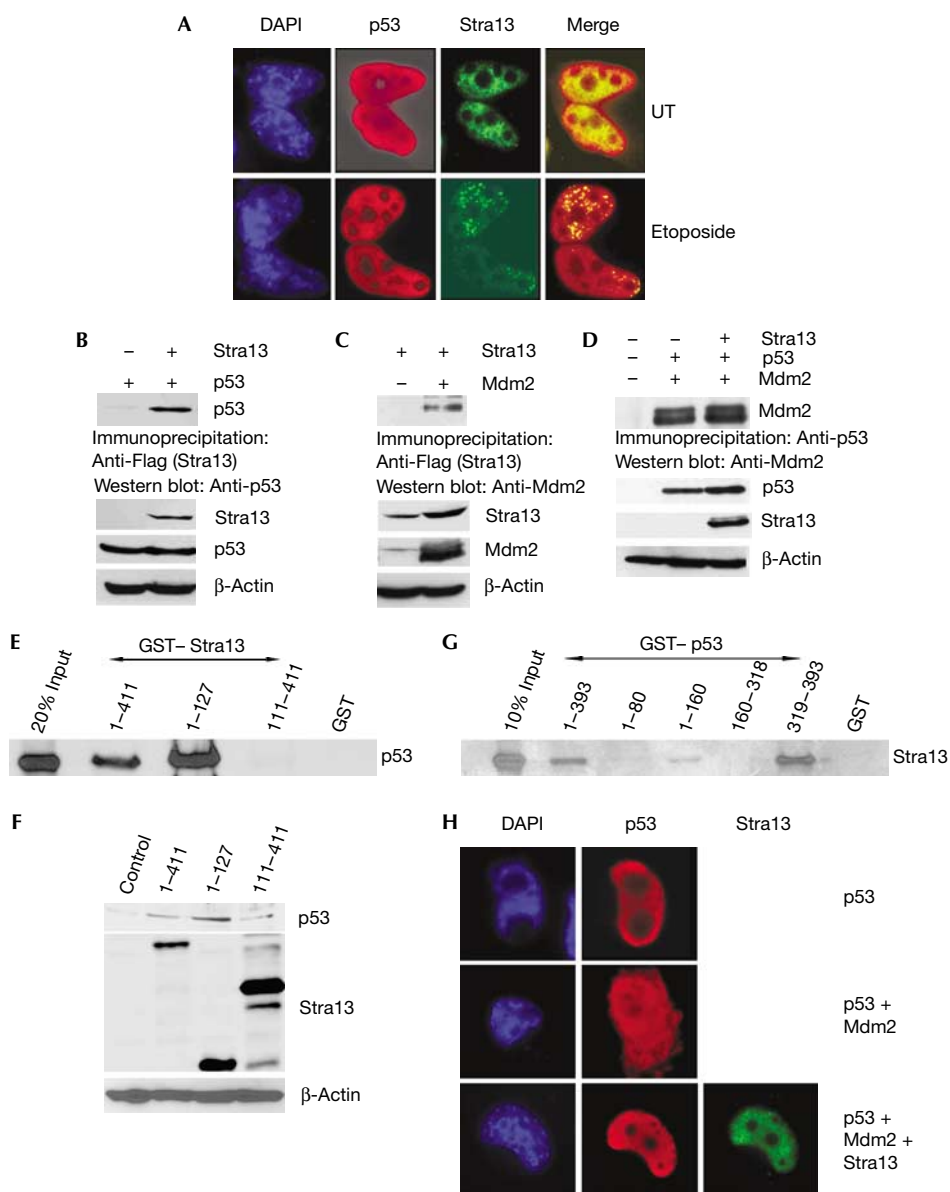 A
DAPI p53 Stra13 Merge
UT
Etoposide
B
– + Stra13
+ + p53
p53
Immunoprecipitation:
Anti-Flag (Stra13)
Western blot: Anti-p53
Stra13
p53
β-Actin
C
+ + Stra13
– + Mdm2
Immunoprecipitation:
Anti-Flag (Stra13)
Western blot: Anti-Mdm2
Stra13
Mdm2
β-Actin
D
– – + Stra13
– + + p53
– + + Mdm2
Mdm2
Immunoprecipitation: Anti-p53
Western blot: Anti-Mdm2
p53
Stra13
β-Actin
E
GST– Stra13
20% Input 1–411 1–127 111–411 GST
p53
G
GST– p53
10% Input 1–393 1–80 1–160 160–318 319–393 GST
Stra13
F
Control 1–411 1–127 111–411
p53
Stra13
β-Actin
H
DAPI p53 Stra13
p53
p53 +
Mdm2
p53 +
Mdm2 +
Stra13